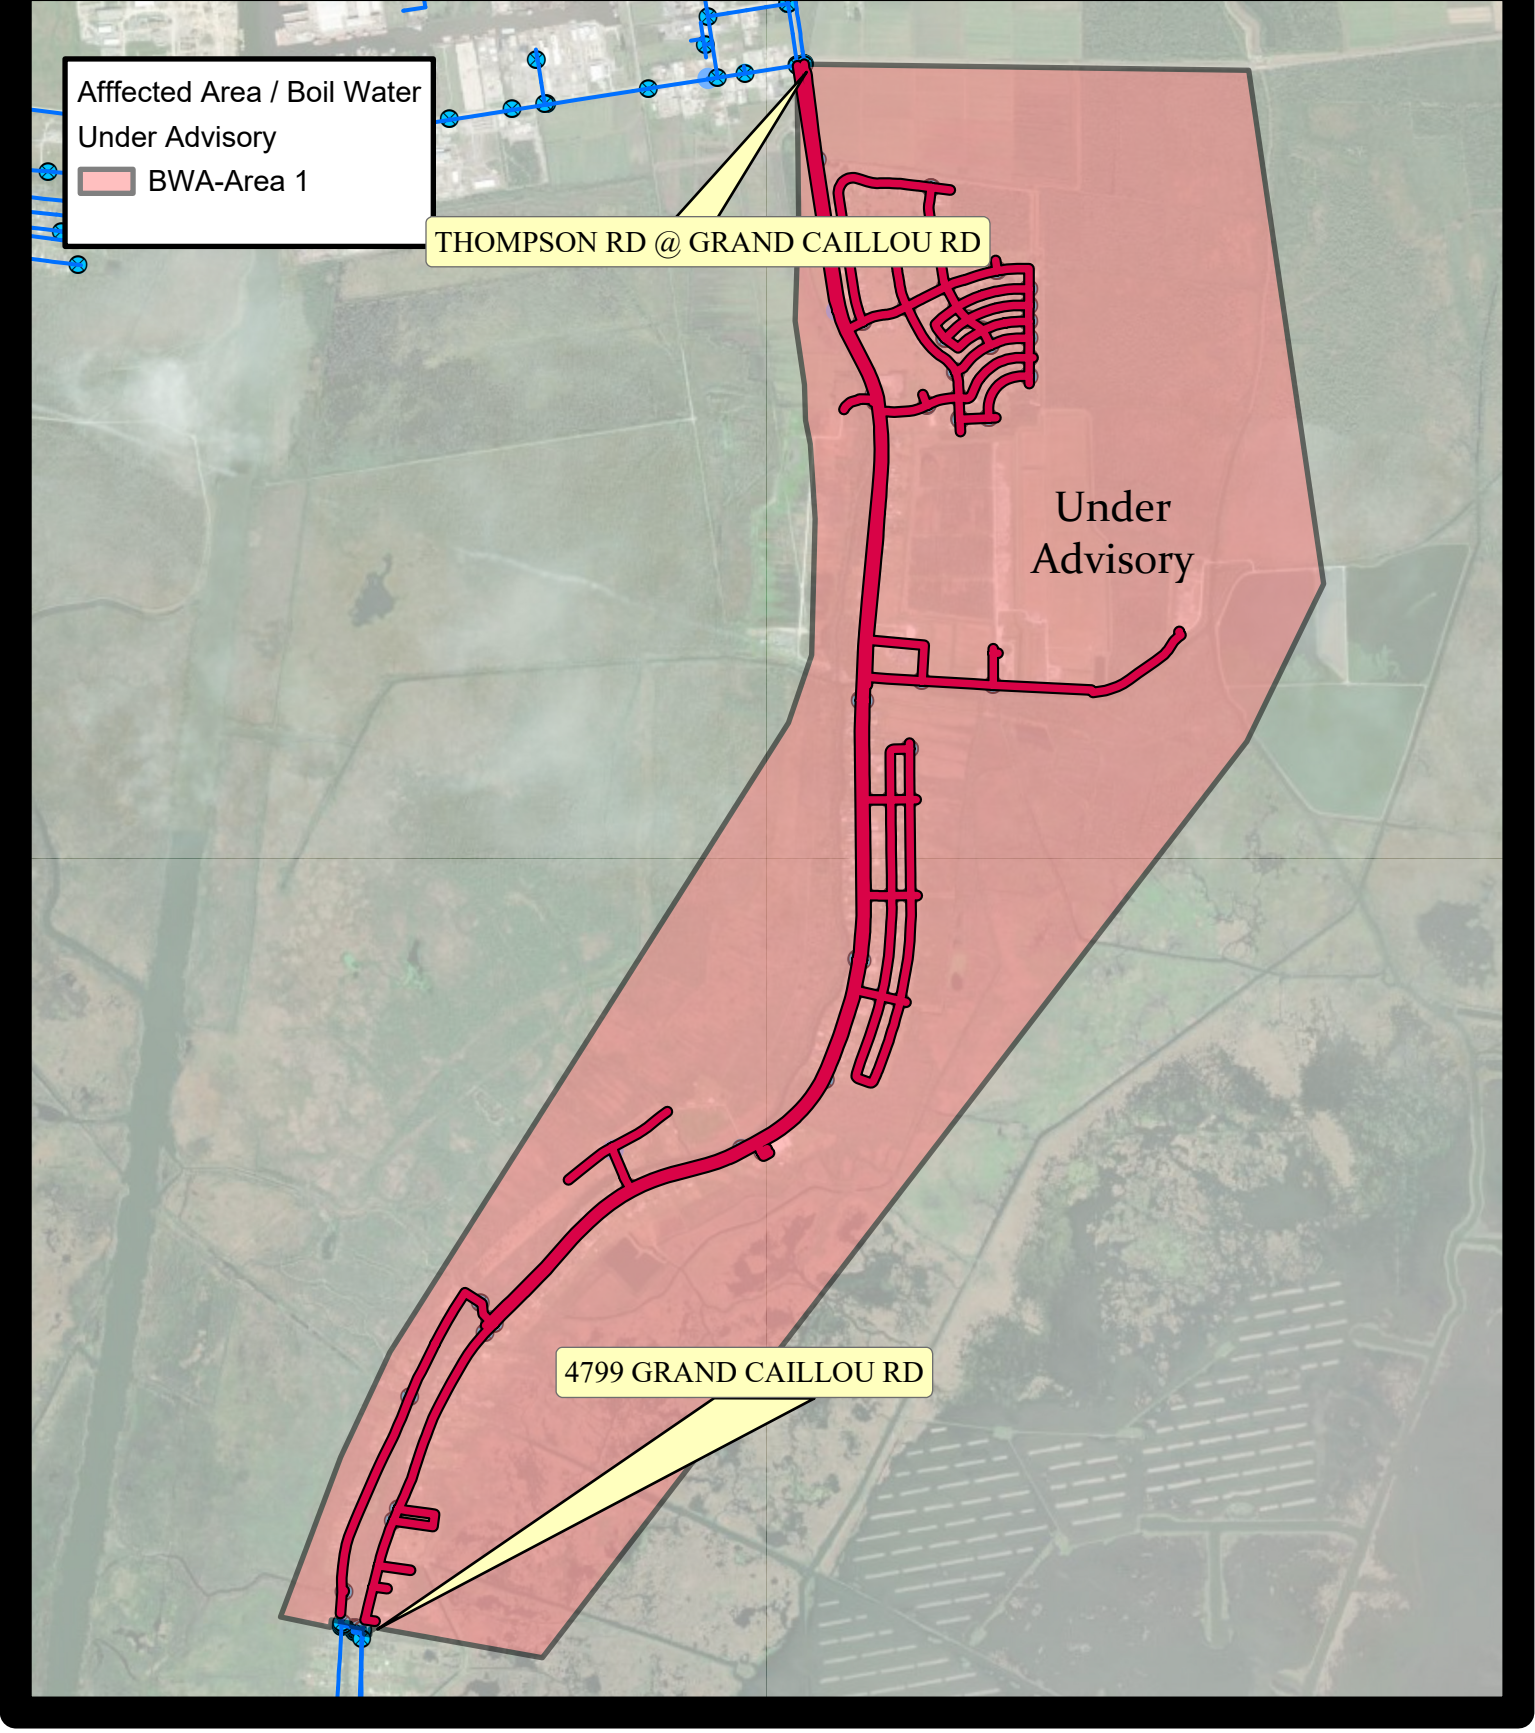 Afffected Area / Boil Water
Under Advisory
BWA-Area 1
THOMPSON RD @ GRAND CAILLOU RD
Under
Advisory
4799 GRAND CAILLOU RD